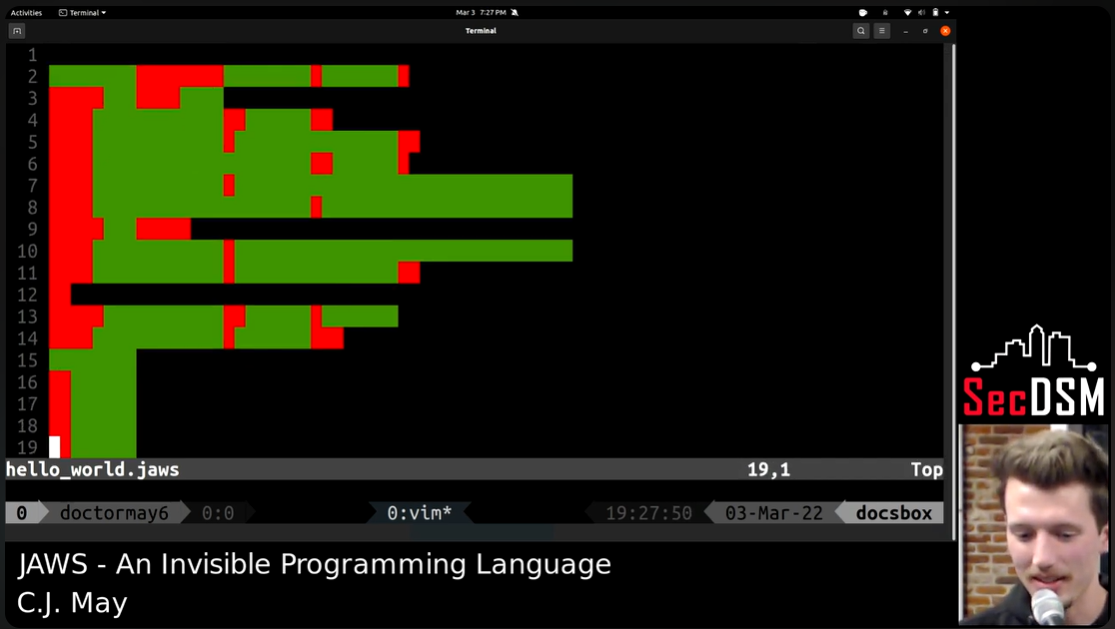 Activities Terminal Mar 3 7:27 PM
Terminal
1
2
3
4
5
6
7
8
9
10
11
12
13
14
15
16
17
18
19
hello_world.jaws 19,1 Top
0 doctormay6 0:0 0:vim* 19:27:50 03-Mar-22 docsbox
SecDSM
JAWS - An Invisible Programming Language
C.J. May